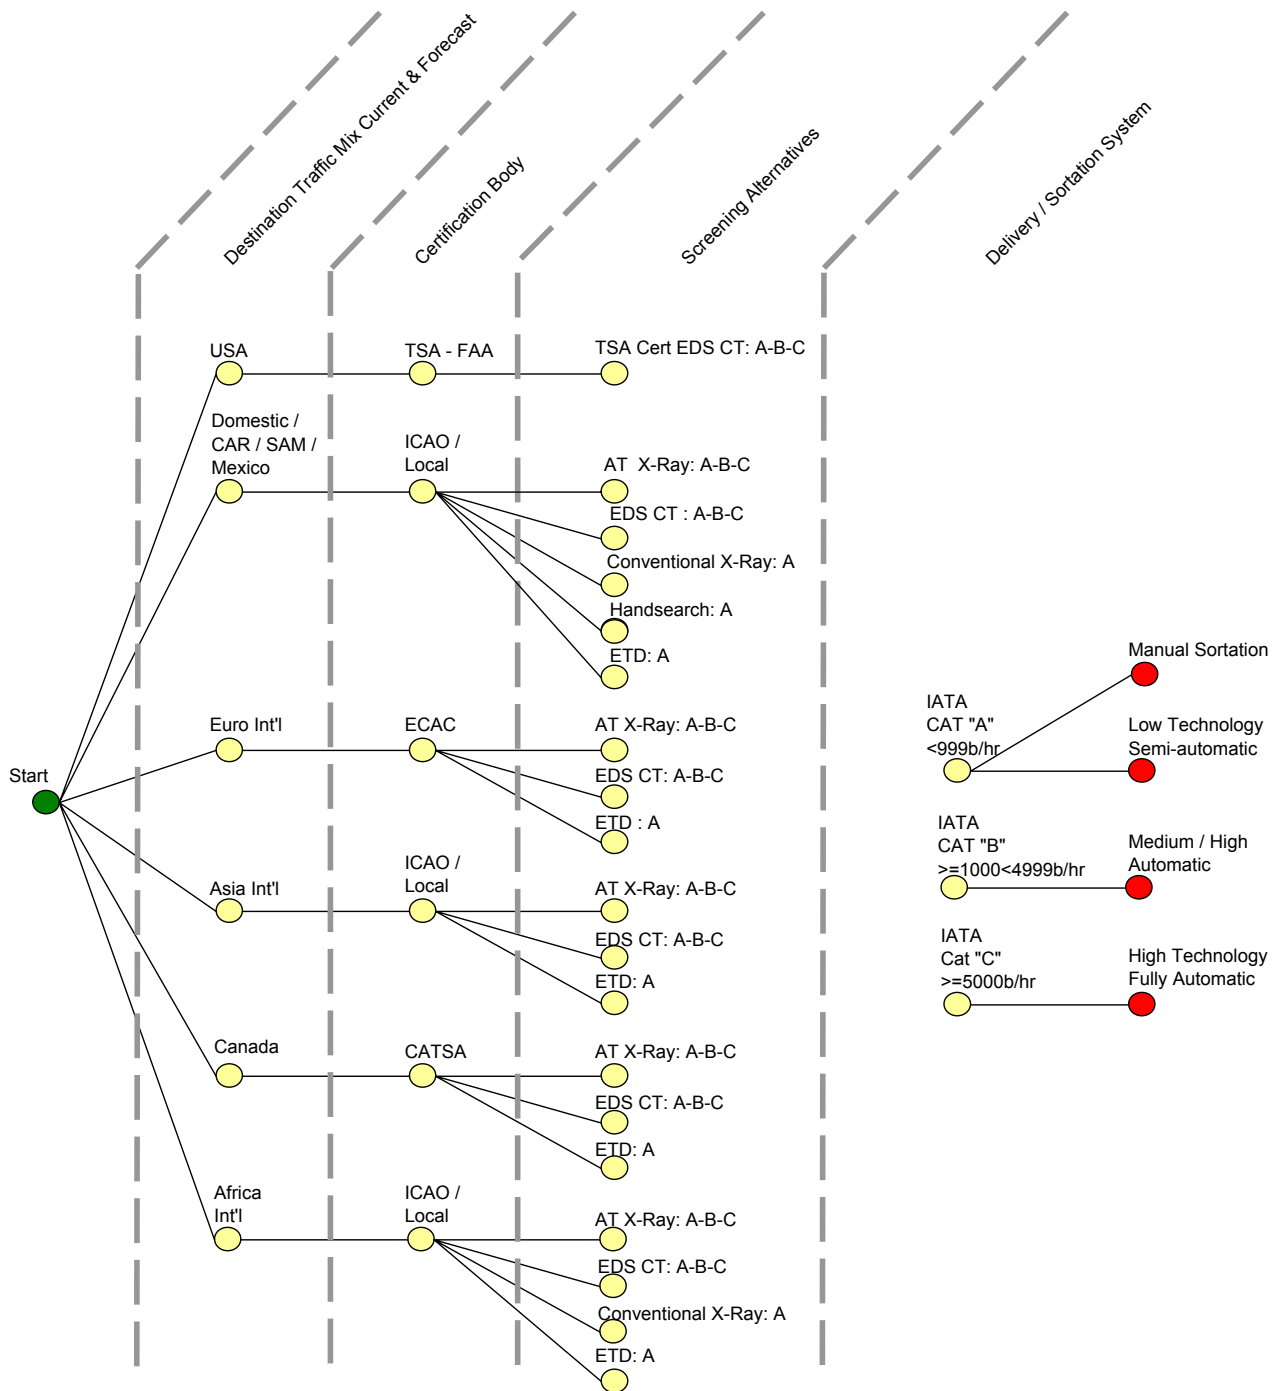 Destination Traffic Mix Current & Forecast
Certification Body
Screening Alternatives
Delivery / Sortation System
Start
USA
TSA - FAA
TSA Cert EDS CT: A-B-C
Domestic /
CAR / SAM /
Mexico
ICAO /
Local
AT X-Ray: A-B-C
EDS CT : A-B-C
Conventional X-Ray: A
Handsearch: A
ETD: A
Euro Int'l
ECAC
AT X-Ray: A-B-C
EDS CT: A-B-C
ETD : A
Asia Int'l
ICAO /
Local
AT X-Ray: A-B-C
EDS CT: A-B-C
ETD: A
Canada
CATSA
AT X-Ray: A-B-C
EDS CT: A-B-C
ETD: A
Africa
Int'l
ICAO /
Local
AT X-Ray: A-B-C
EDS CT: A-B-C
Conventional X-Ray: A
ETD: A
IATA
CAT "A"
<999b/hr
Manual Sortation
Low Technology
Semi-automatic
IATA
CAT "B"
>=1000<4999b/hr
Medium / High
Automatic
IATA
Cat "C"
>=5000b/hr
High Technology
Fully Automatic